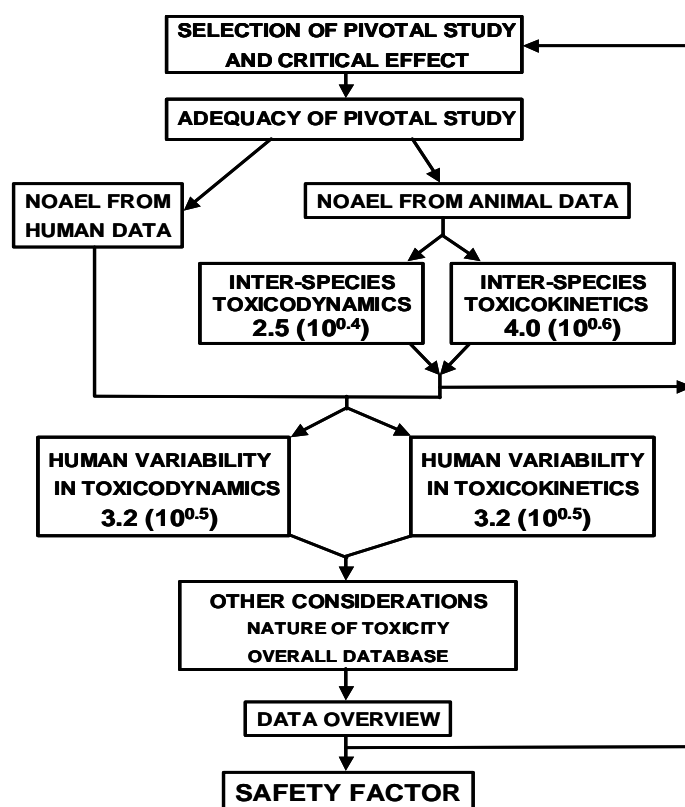 SELECTION OF PIVOTAL STUDY
AND CRITICAL EFFECT
ADEQUACY OF PIVOTAL STUDY
NOAEL FROM
HUMAN DATA
NOAEL FROM ANIMAL DATA
INTER-SPECIES
TOXICODYNAMICS
2.5 (10^0.4)
INTER-SPECIES
TOXICOKINETICS
4.0 (10^0.6)
HUMAN VARIABILITY
IN TOXICODYNAMICS
3.2 (10^0.5)
HUMAN VARIABILITY
IN TOXICOKINETICS
3.2 (10^0.5)
OTHER CONSIDERATIONS
NATURE OF TOXICITY
OVERALL DATABASE
DATA OVERVIEW
SAFETY FACTOR